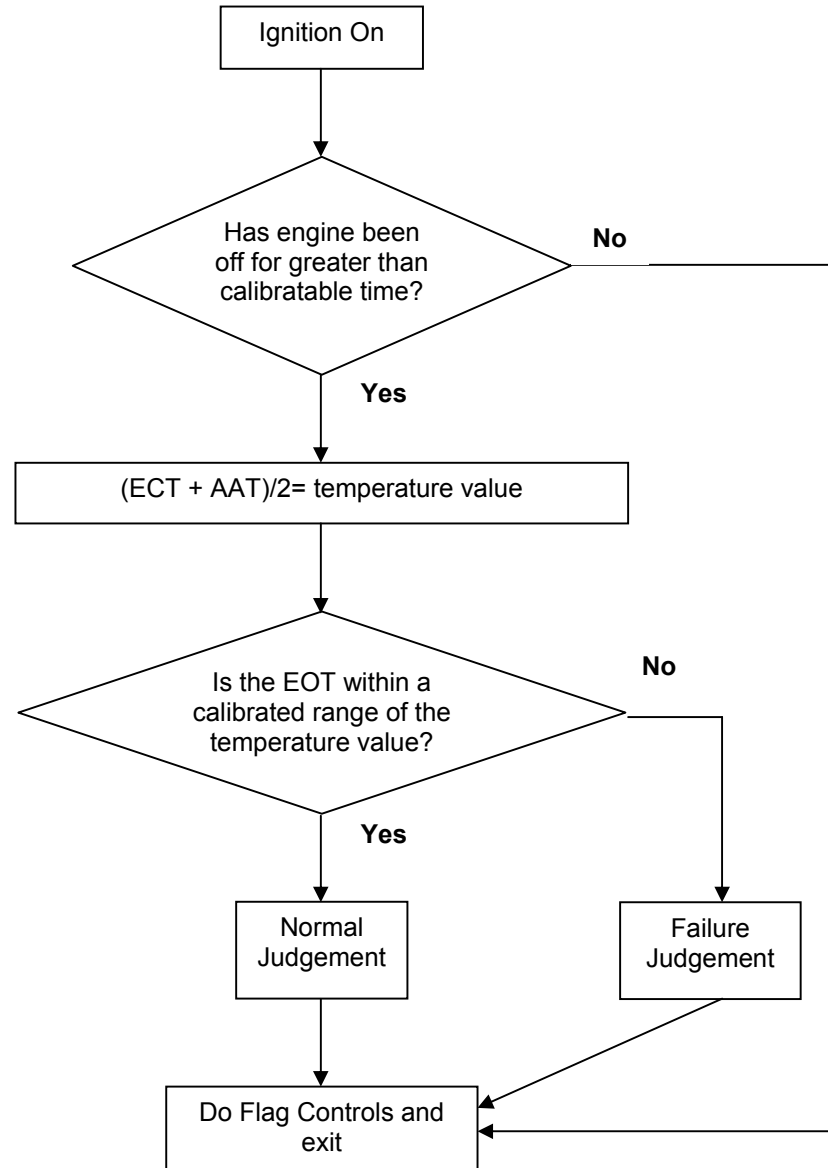 Ignition On
Has engine been
off for greater than
calibratable time?
No
Yes
(ECT + AAT)/2= temperature value
Is the EOT within a
calibrated range of the
temperature value?
No
Yes
Normal
Judgement
Failure
Judgement
Do Flag Controls and
exit